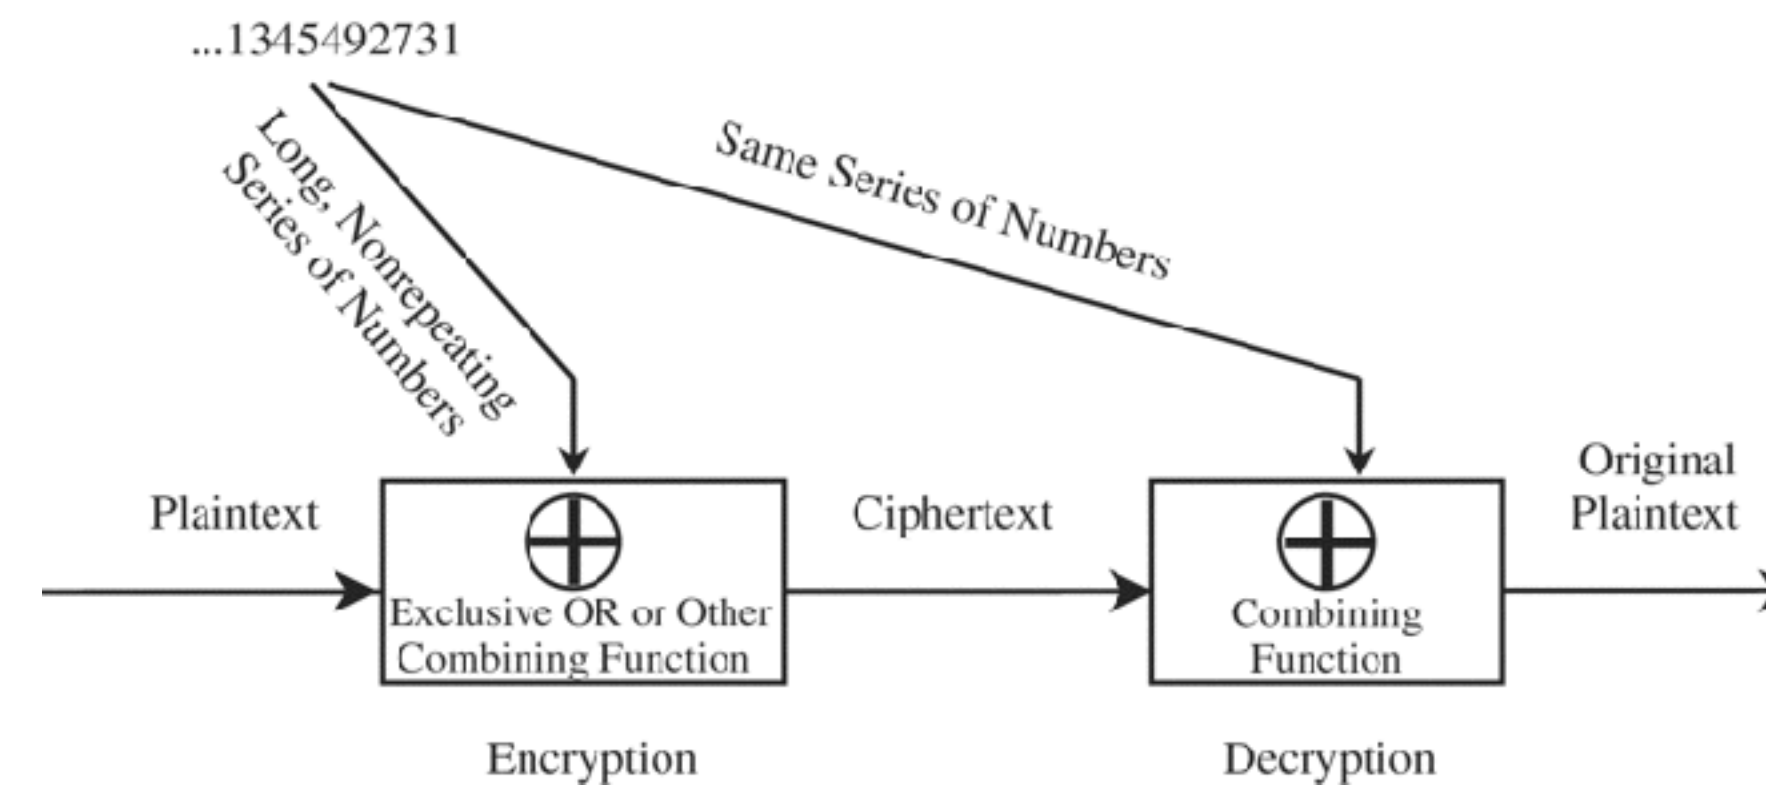 ...1345492731
Long, Nonrepeating
Series of Numbers
Same Series of Numbers
Plaintext
Exclusive OR or Other
Combining Function
Ciphertext
Combining
Function
Original
Plaintext
Encryption
Decryption